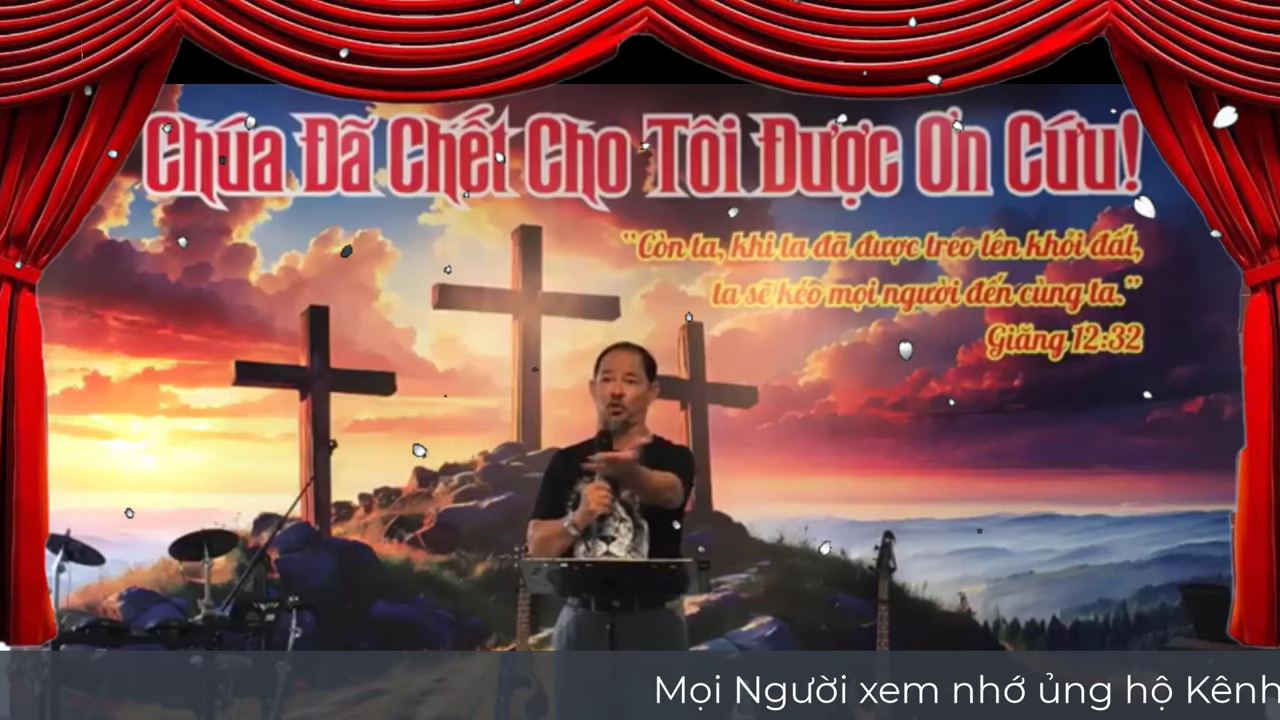 Chúa Đã Chết Cho Tôi Được Ơn Cứu!
"Còn ta, khi ta đã được treo lên khỏi đất,
ta sẽ kéo mọi người đến cùng ta."
Giăng 12:32
Mọi Người xem nhớ ủng hộ Kênh